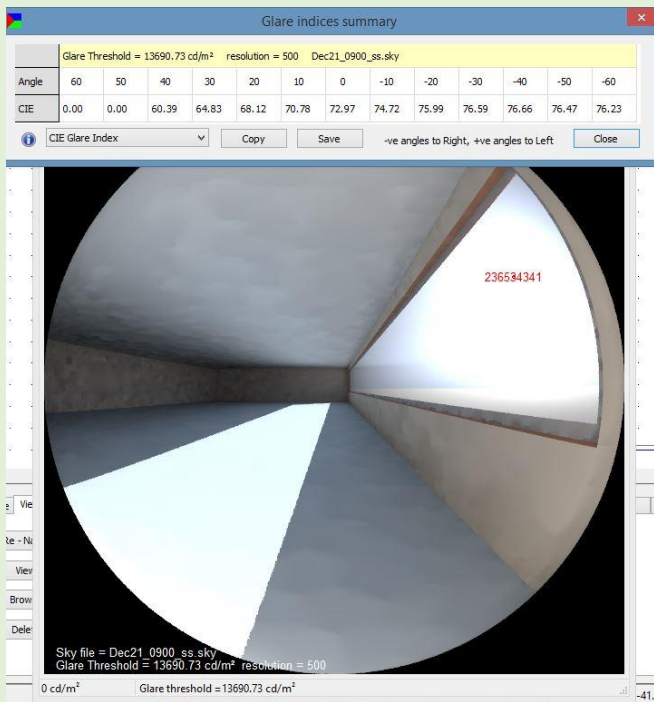 Glare indices summary
Glare Threshold = 13690.73 cd/m² resolution = 500 Dec21_0900_ss.sky
Angle 60 50 40 30 20 10 0 -10 -20 -30 -40 -50 -60
CIE 0.00 0.00 60.39 64.83 68.12 70.78 72.97 74.72 75.99 76.59 76.66 76.47 76.23
CIE Glare Index Copy Save -ve angles to Right, +ve angles to Left Close
236534341
Vie
Re - Na
View
Brow
Dele
Sky file = Dec21_0900_ss.sky
Glare Threshold = 13690.73 cd/m² resolution = 500
0 cd/m² Glare threshold =13690.73 cd/m²
-41.